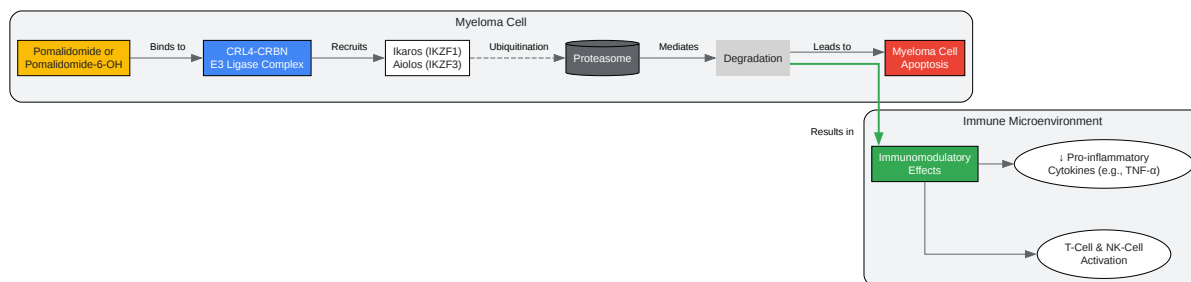 Myeloma Cell
Pomalidomide or
Pomalidomide-6-OH
Binds to
CRL4-CRBN
E3 Ligase Complex
Recruits
Ikaros (IKZF1)
Aiolos (IKZF3)
Ubiquitination
Proteasome
Mediates
Degradation
Leads to
Myeloma Cell
Apoptosis
Results in
Immune Microenvironment
Immunomodulatory
Effects
↓ Pro-inflammatory
Cytokines (e.g., TNF-α)
T-Cell & NK-Cell
Activation